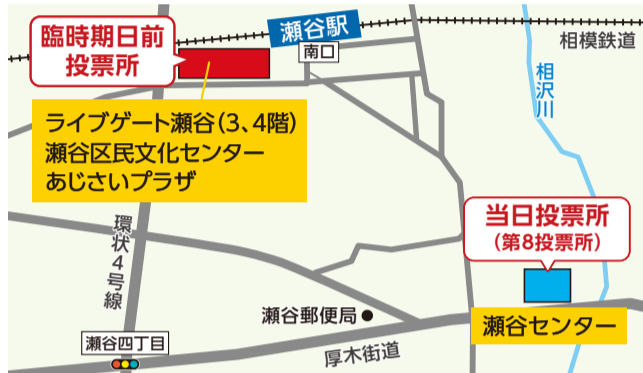 臨時期日前
投票所
瀬谷駅
南口
相模鉄道
相沢川
ライブゲート瀬谷(3、4階)
瀬谷区民文化センター
あじさいプラザ
環状4号線
当日投票所
(第8投票所)
瀬谷センター
瀬谷郵便局
瀬谷四丁目
厚木街道